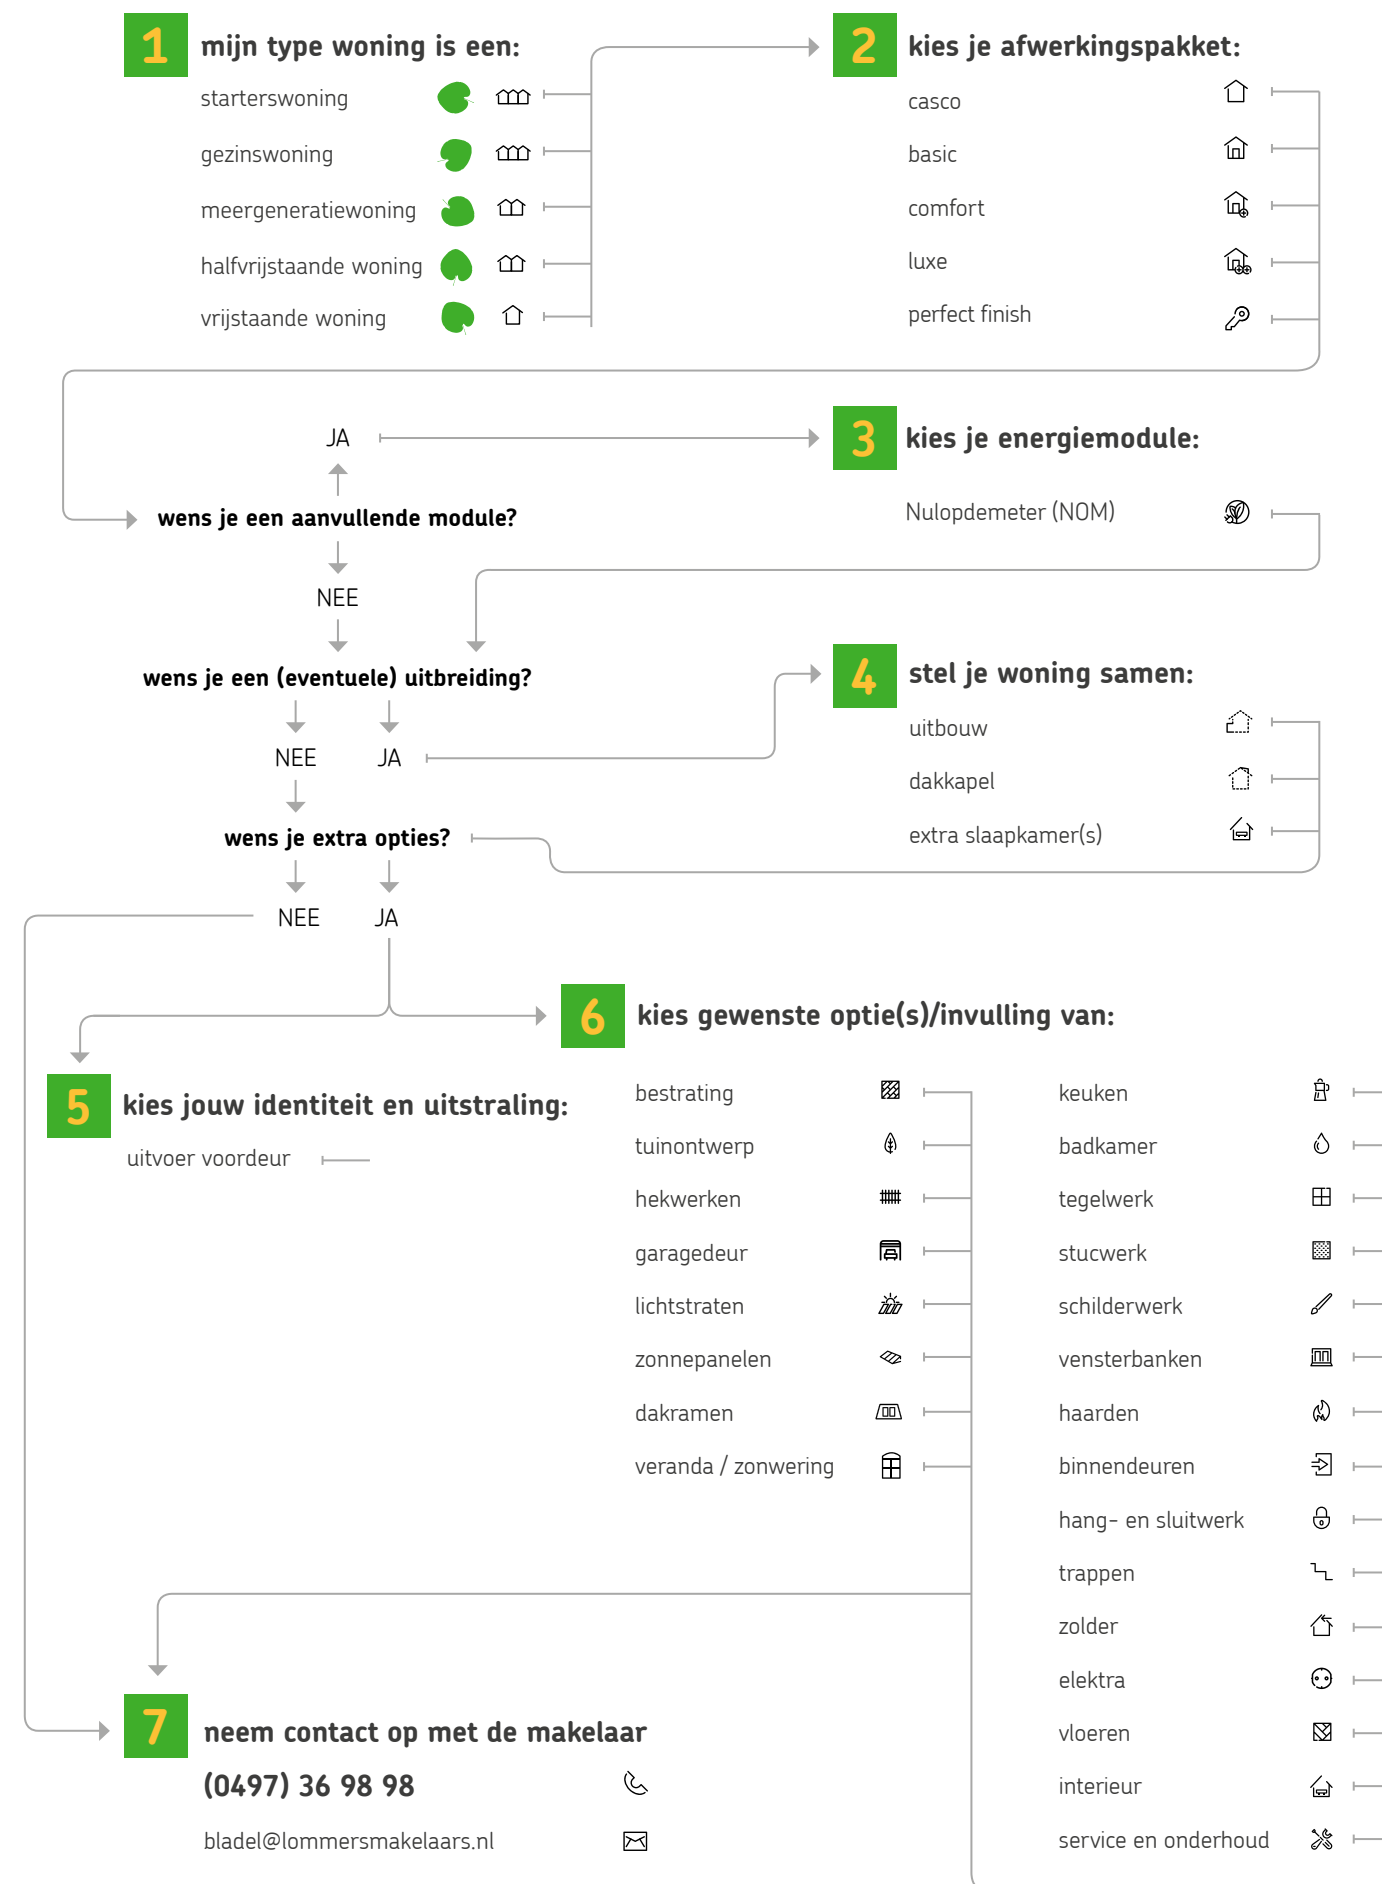 1 mijn type woning is een:
starterswoning
gezinswoning
meergeneratiewoning
halfvrijstaande woning
vrijstaande woning
2 kies je afwerkingspakket:
casco
basic
comfort
luxe
perfect finish
JA
wens je een aanvullende module?
NEE
3 kies je energiemodule:
Nulopdemeter (NOM)
wens je een (eventuele) uitbreiding?
NEE JA
4 stel je woning samen:
uitbouw
dakkapel
extra slaapkamer(s)
wens je extra opties?
NEE JA
5 kies jouw identiteit en uitstraling:
uitvoer voordeur
6 kies gewenste optie(s)/invulling van:
bestrating
tuinontwerp
hekwerken
garagedeur
lichtstraten
zonnepanelen
dakramen
veranda / zonwering
keuken
badkamer
tegelwerk
stucwerk
schilderwerk
vensterbanken
haarden
binnendeuren
hang- en sluitwerk
trappen
zolder
elektra
vloeren
interieur
service en onderhoud
7 neem contact op met de makelaar
(0497) 36 98 98
bladel@lommersmakelaars.nl